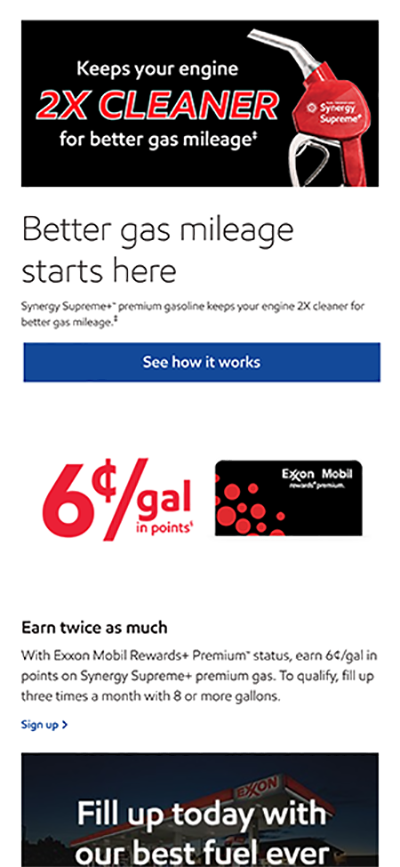 Keeps your engine
2X CLEANER
for better gas mileage‡
Synergy
Supreme+
Better gas mileage
starts here
Synergy Supreme+™ premium gasoline keeps your engine 2X cleaner for
better gas mileage.‡
See how it works
6¢/gal
in points§
Exxon Mobil
rewards+premium.
Earn twice as much
With Exxon Mobil Rewards+ Premium™ status, earn 6¢/gal in
points on Synergy Supreme+ premium gas. To qualify, fill up
three times a month with 8 or more gallons.
Sign up >
EXXON
Fill up today with
our best fuel ever